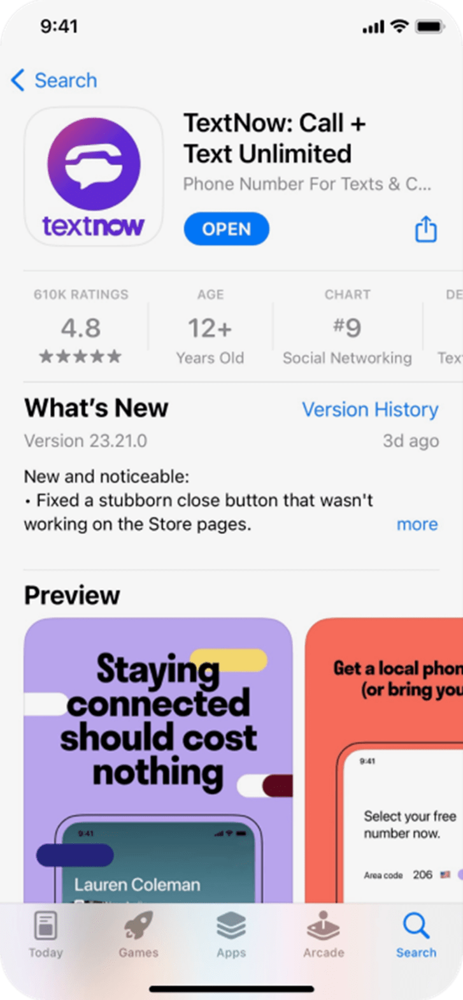 9:41
Search
TextNow: Call +
Text Unlimited
Phone Number For Texts & C...
textnow
OPEN
610K RATINGS
4.8
AGE
12+
Years Old
CHART
#9
Social Networking
DE
Tex
What's New
Version History
Version 23.21.0
3d ago
New and noticeable:
• Fixed a stubborn close button that wasn't
working on the Store pages.
more
Preview
Staying
connected
should cost
nothing
9:41
Lauren Coleman
Get a local phon
(or bring you
9:41
Select your free
number now.
Area code 206
Today
Games
Apps
Arcade
Search